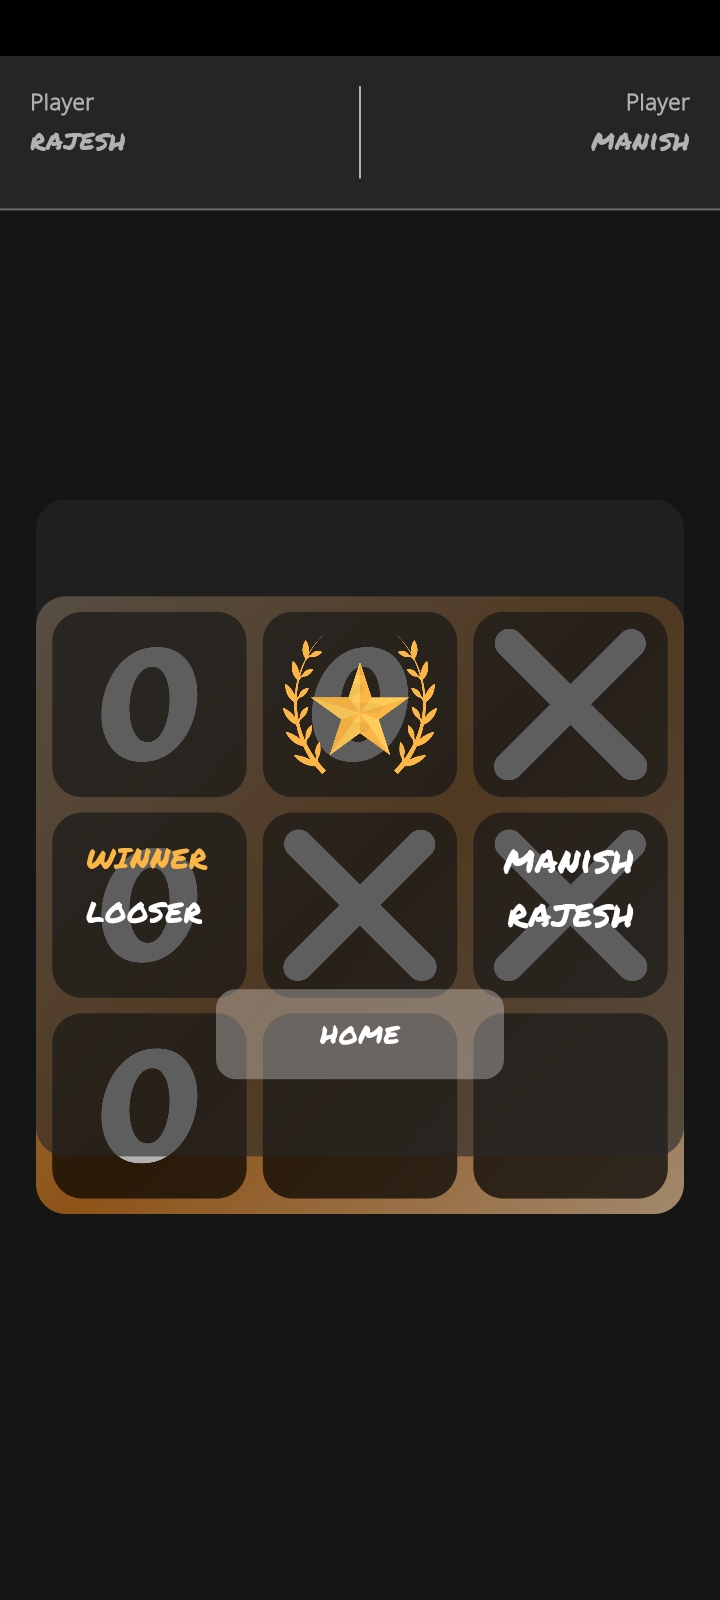 Player
RAJESH
Player
MANISH
O O X
WINNER MANISH
LOOSER RAJESH
O X X
HOME
O